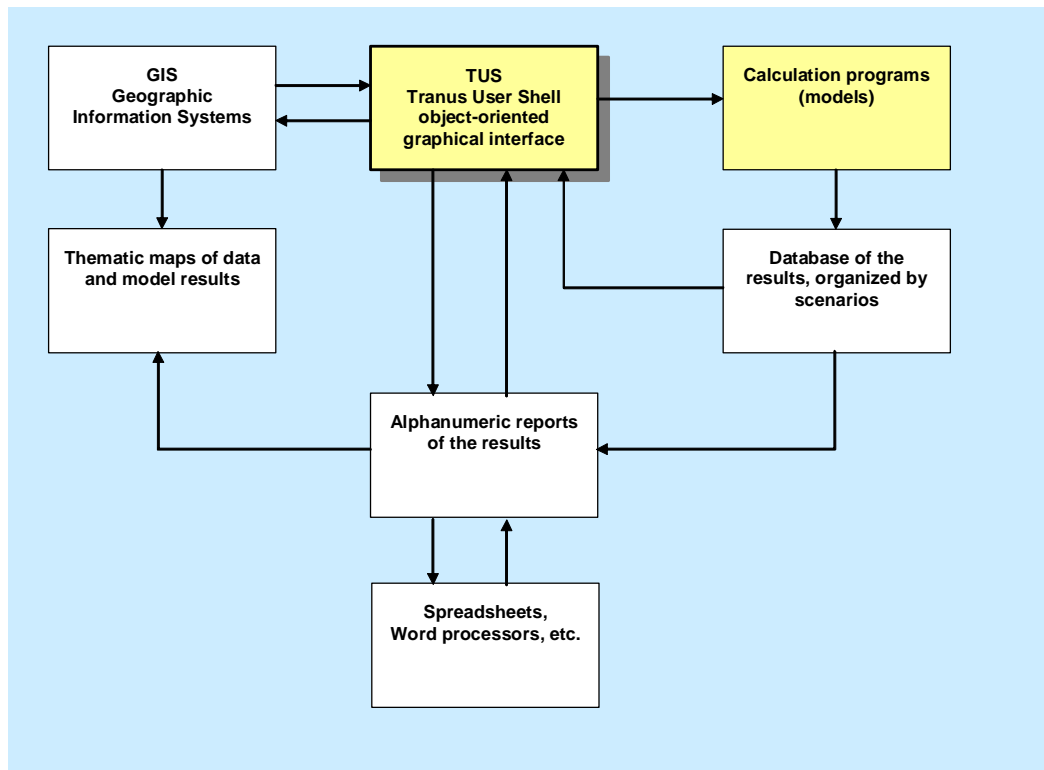 GIS
Geographic
Information Systems
TUS
Tranus User Shell
object-oriented
graphical interface
Calculation programs
(models)
Thematic maps of data
and model results
Database of the
results, organized by
scenarios
Alphanumeric reports
of the results
Spreadsheets,
Word processors, etc.